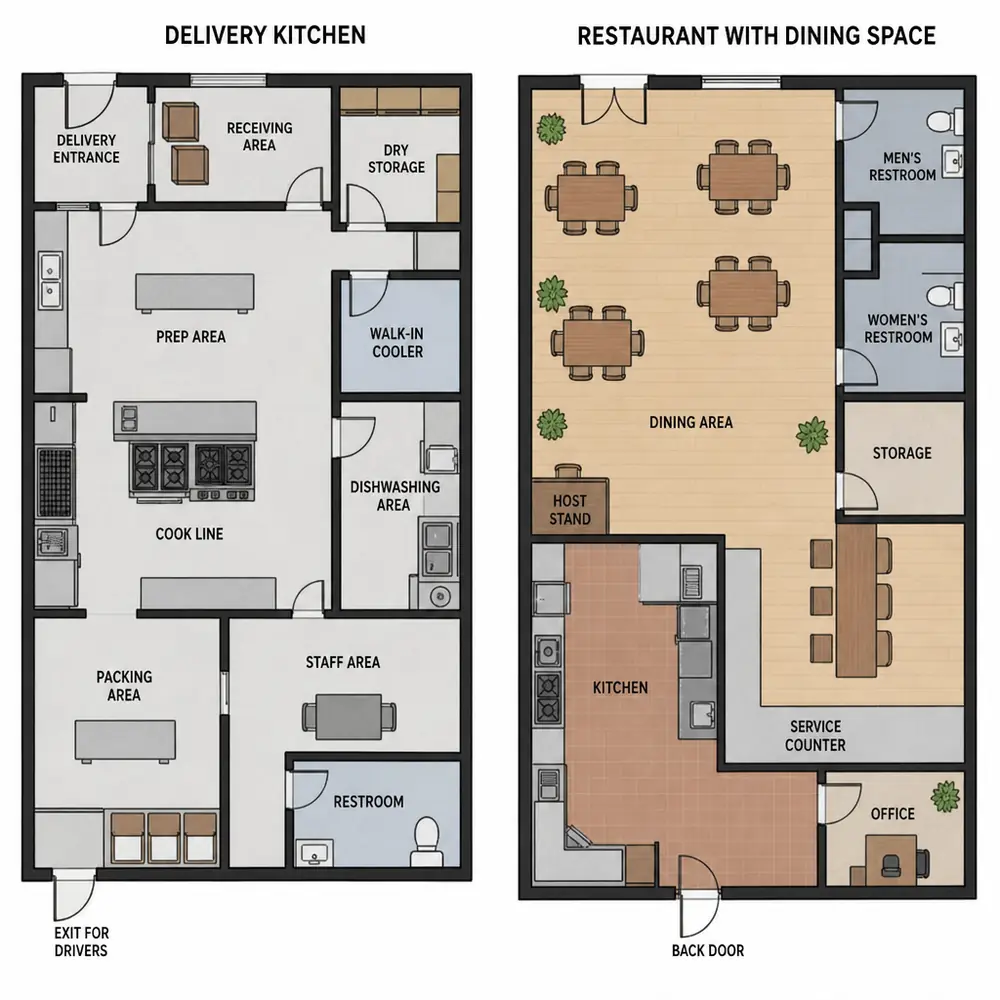 DELIVERY KITCHEN
DELIVERY
ENTRANCE
RECEIVING
AREA
DRY
STORAGE
PREP AREA
WALK-IN
COOLER
COOK LINE
DISHWASHING
AREA
PACKING
AREA
STAFF AREA
RESTROOM
EXIT FOR
DRIVERS
RESTAURANT WITH DINING SPACE
MEN'S
RESTROOM
WOMEN'S
RESTROOM
DINING AREA
STORAGE
HOST
STAND
KITCHEN
SERVICE
COUNTER
OFFICE
BACK DOOR